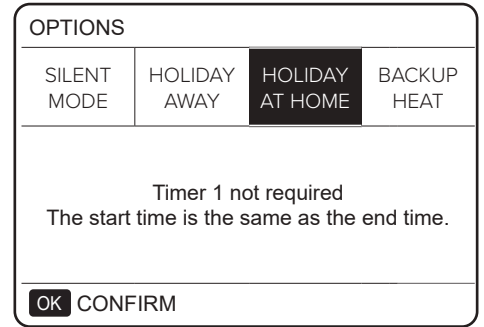 OPTIONS
SILENT MODE
HOLIDAY AWAY
HOLIDAY AT HOME
BACKUP HEAT
Timer 1 not required
The start time is the same as the end time.
OK CONFIRM